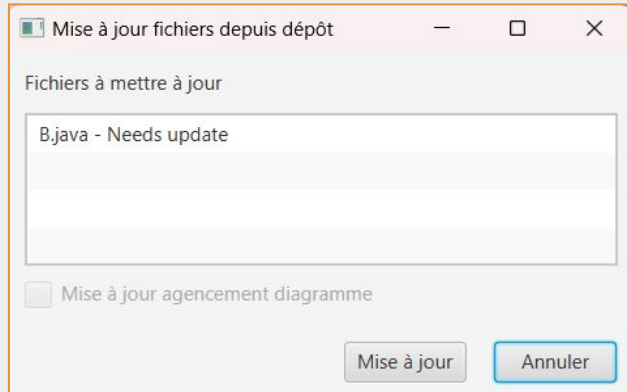 Mise à jour fichiers depuis dépôt
Fichiers à mettre à jour
B.java - Needs update
Mise à jour agencement diagramme
Mise à jour
Annuler